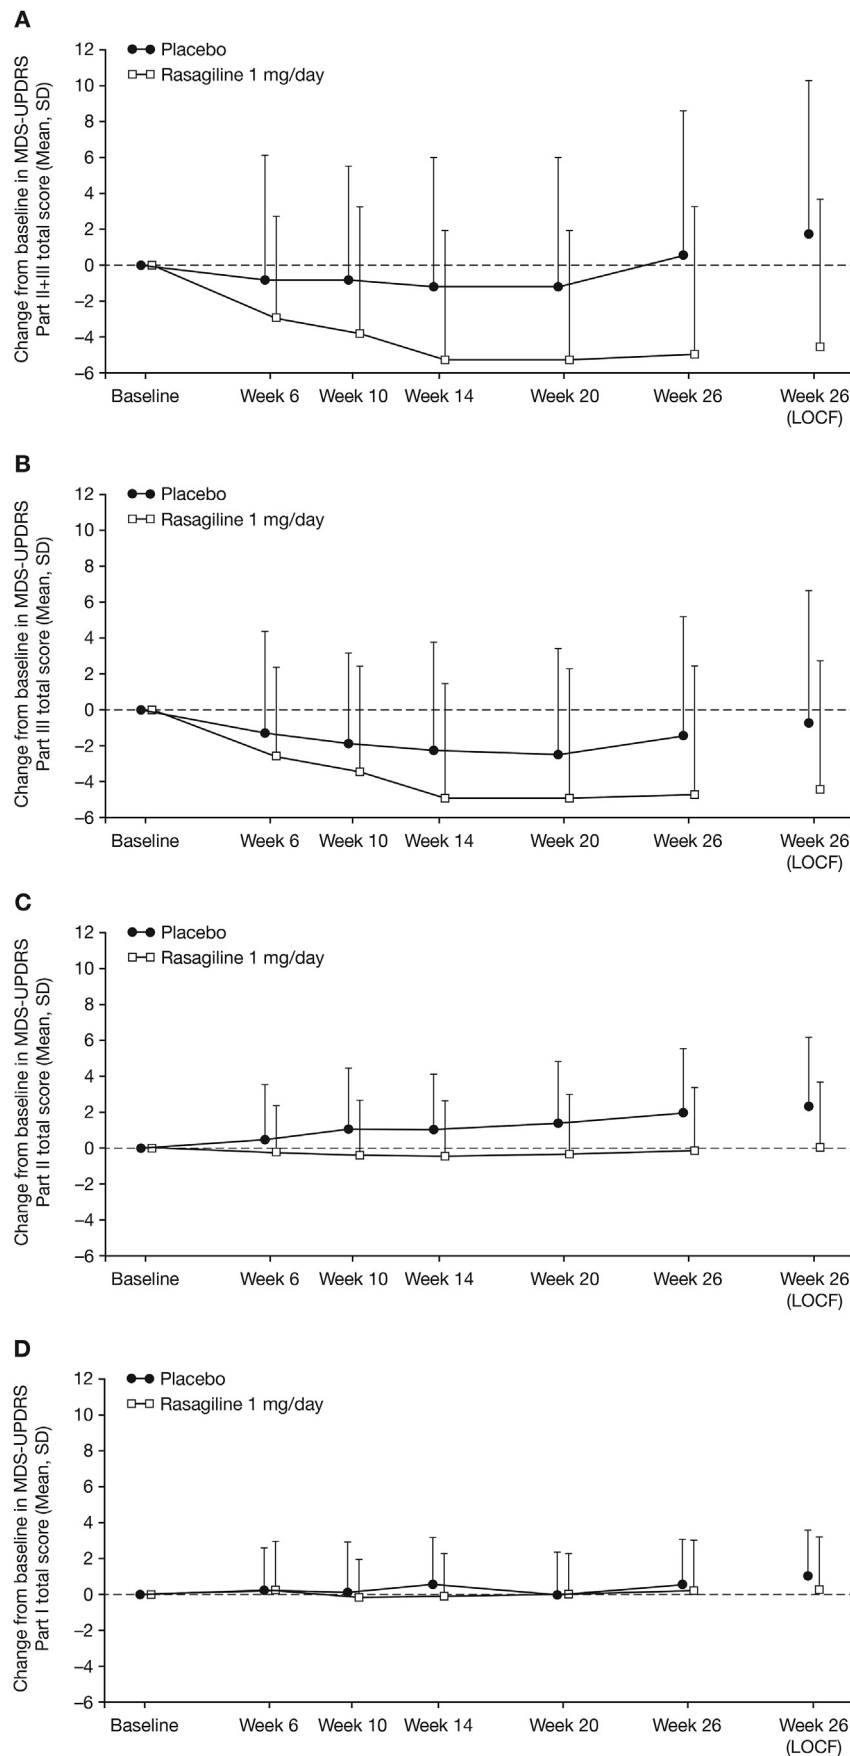 A
Placebo
Rasagiline 1 mg/day
Change from baseline in MDS-UPDRS
Part II+III total score (Mean, SD)
12
10
8
6
4
2
0
–2
–4
–6
Baseline Week 6 Week 10 Week 14 Week 20 Week 26 Week 26
(LOCF)
B
Placebo
Rasagiline 1 mg/day
Change from baseline in MDS-UPDRS
Part III total score (Mean, SD)
12
10
8
6
4
2
0
–2
–4
–6
Baseline Week 6 Week 10 Week 14 Week 20 Week 26 Week 26
(LOCF)
C
Placebo
Rasagiline 1 mg/day
Change from baseline in MDS-UPDRS
Part II total score (Mean, SD)
12
10
8
6
4
2
0
–2
–4
–6
Baseline Week 6 Week 10 Week 14 Week 20 Week 26 Week 26
(LOCF)
D
Placebo
Rasagiline 1 mg/day
Change from baseline in MDS-UPDRS
Part I total score (Mean, SD)
12
10
8
6
4
2
0
–2
–4
–6
Baseline Week 6 Week 10 Week 14 Week 20 Week 26 Week 26
(LOCF)